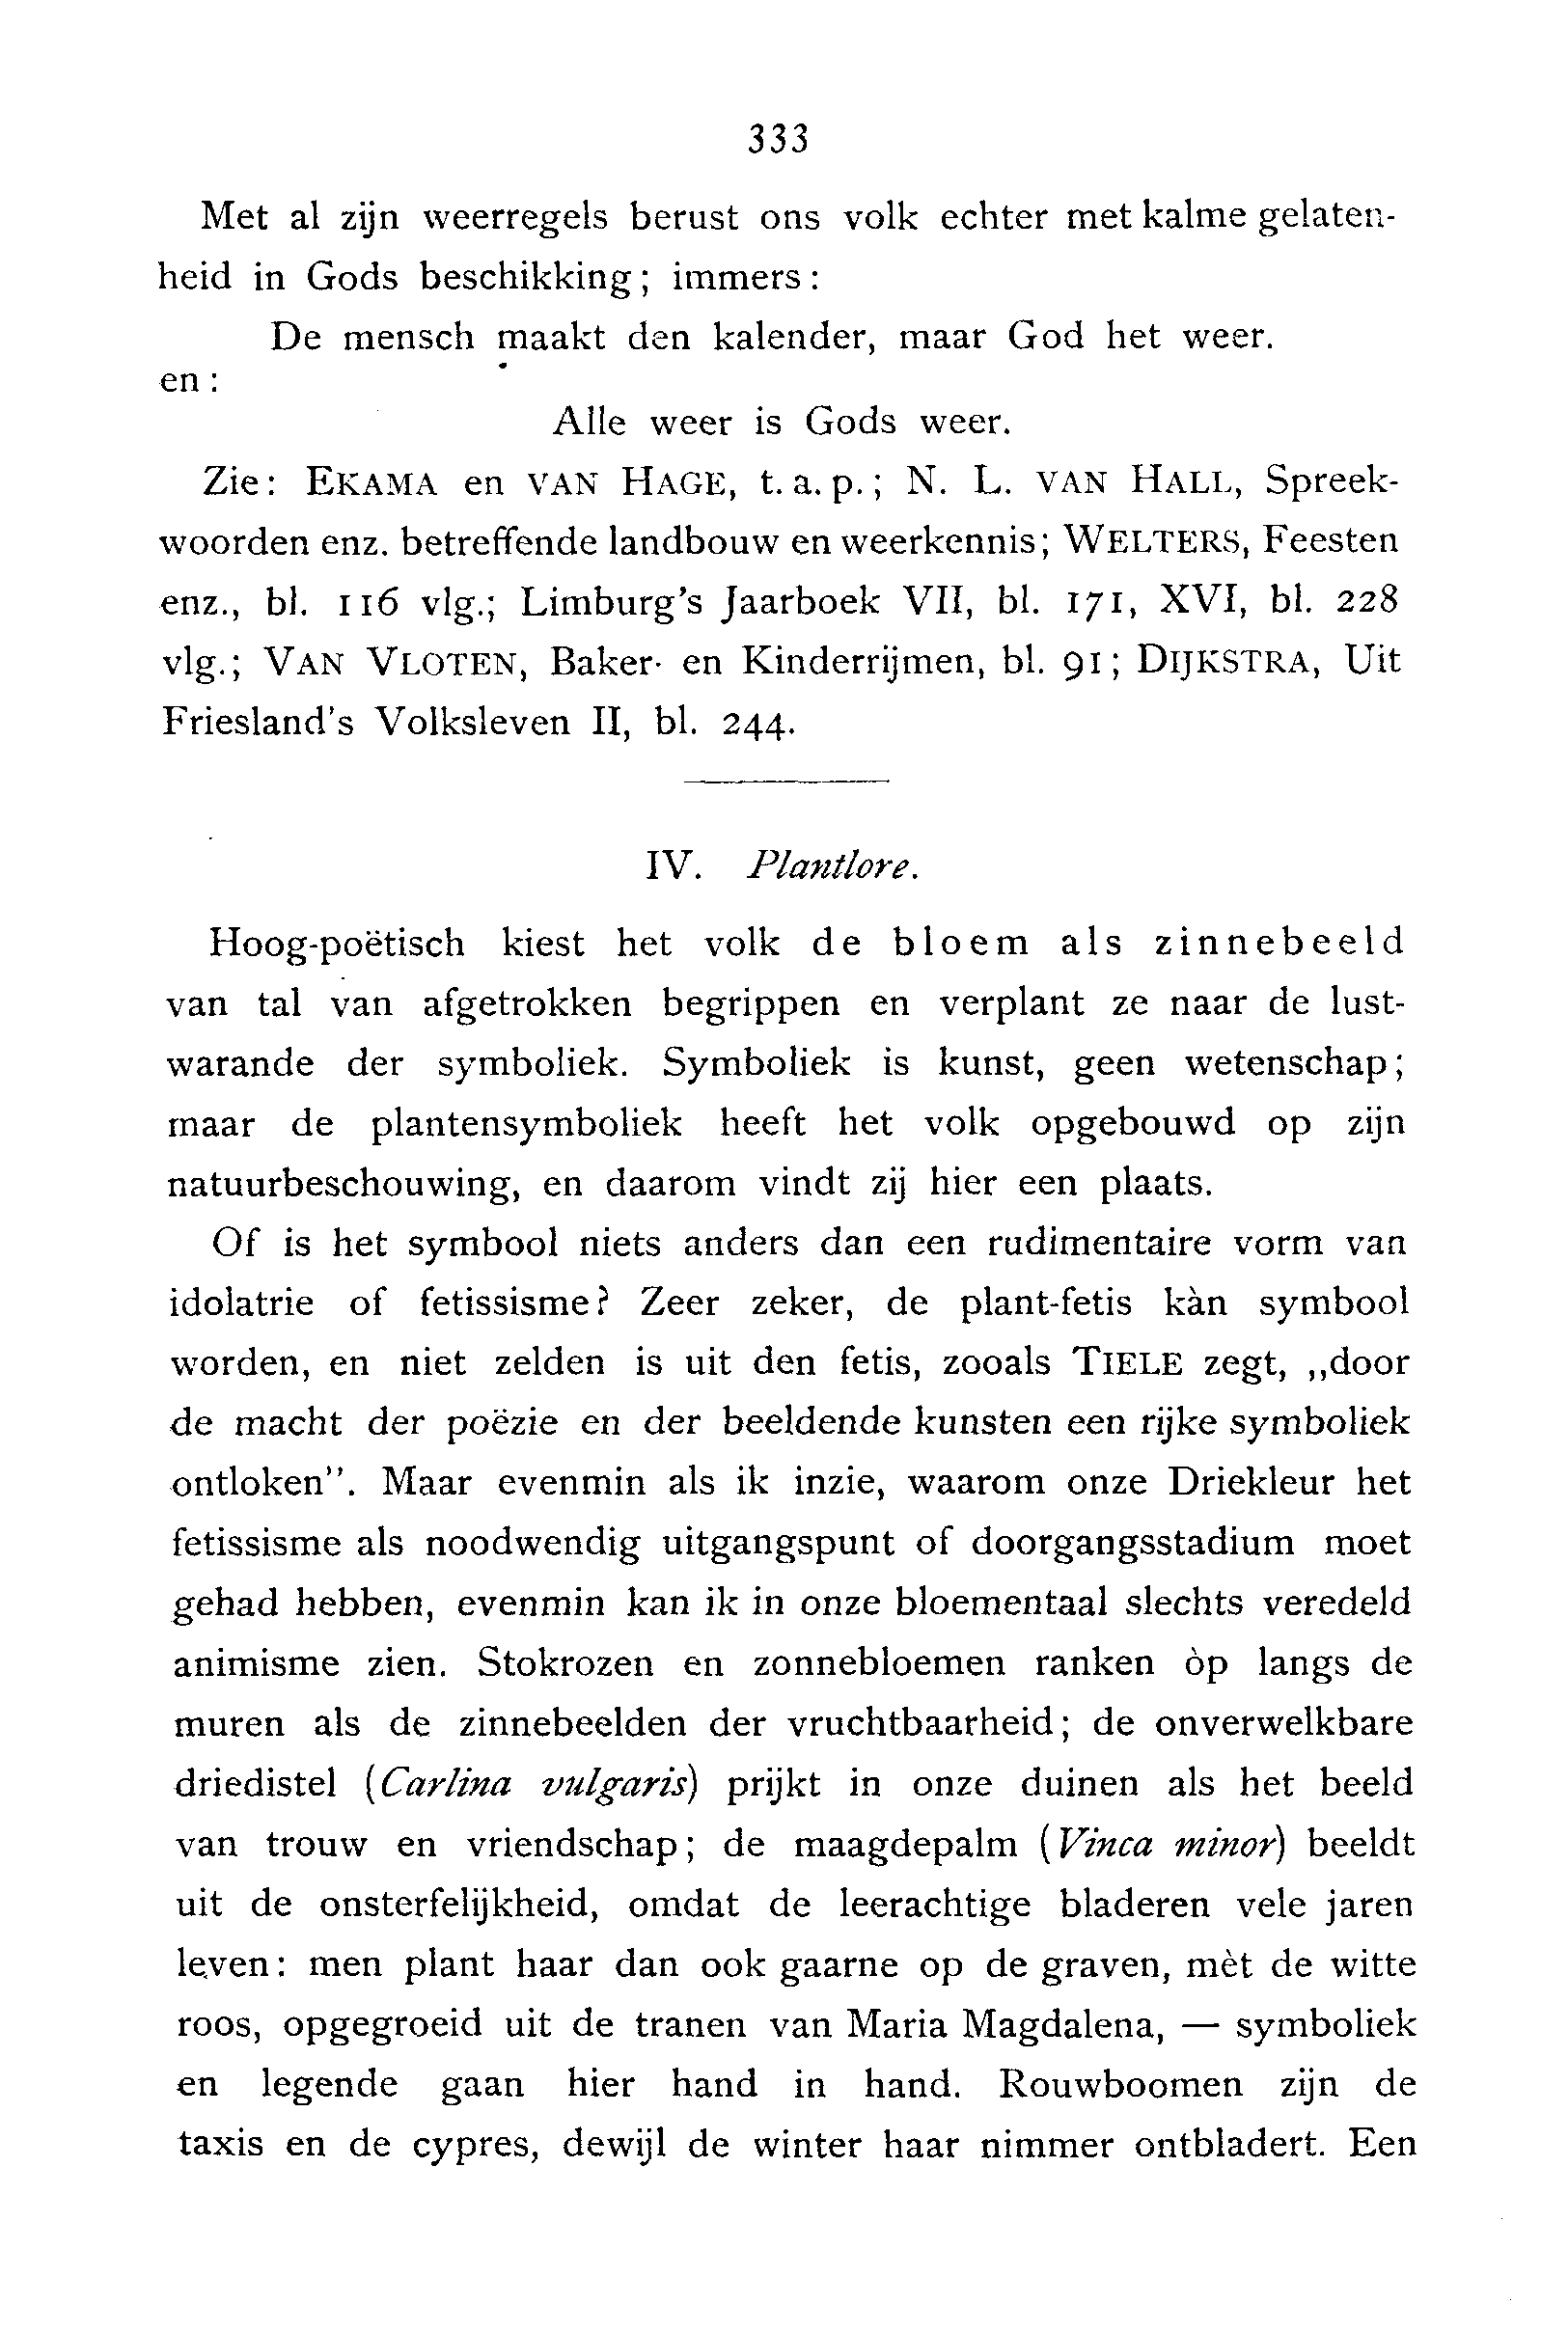 333
Met al zijn weerregels berust ons volk echter met kalme gelaten-
heid in Gods beschikking; immers:
De mensch maakt den kalender, maar God het weer.
en:
Alle weer is Gods weer.
Zie: EKAMA en VAN HAGE, t. a. p.; N. L. VAN HALL, Spreek-
woorden enz. betreffende landbouw en weerkennis; WELTERS, Feesten
enz., bl. 116 vlg.; Limburg's Jaarboek VII, bl. 171, XVI, bl. 228
vlg.; VAN VLOTEN, Baker- en Kinderrijmen, bl. 91; DIJKSTRA, Uit
Friesland's Volksleven II, bl. 244.
IV. Plantlore.
Hoog-poëtisch kiest het volk de bloem als zinnebeeld
van tal van afgetrokken begrippen en verplant ze naar de lust-
warande der symboliek. Symboliek is kunst, geen wetenschap;
maar de plantensymboliek heeft het volk opgebouwd op zijn
natuurbeschouwing, en daarom vindt zij hier een plaats.
Of is het symbool niets anders dan een rudimentaire vorm van
idolatrie of fetissisme? Zeer zeker, de plant-fetis kàn symbool
worden, en niet zelden is uit den fetis, zooals TIELE zegt, „door
de macht der poëzie en der beeldende kunsten een rijke symboliek
ontloken”. Maar evenmin als ik inzie, waarom onze Driekleur het
fetissisme als noodwendig uitgangspunt of doorgangsstadium moet
gehad hebben, evenmin kan ik in onze bloementaal slechts veredeld
animisme zien. Stokrozen en zonnebloemen ranken òp langs de
muren als de zinnebeelden der vruchtbaarheid; de onverwelkbare
driedistel (Carlina vulgaris) prijkt in onze duinen als het beeld
van trouw en vriendschap; de maagdepalm (Vinca minor) beeldt
uit de onsterfelijkheid, omdat de leerachtige bladeren vele jaren
leven: men plant haar dan ook gaarne op de graven, mèt de witte
roos, opgegroeid uit de tranen van Maria Magdalena, — symboliek
en legende gaan hier hand in hand. Rouwboomen zijn de
taxis en de cypres, dewijl de winter haar nimmer ontbladert. Een